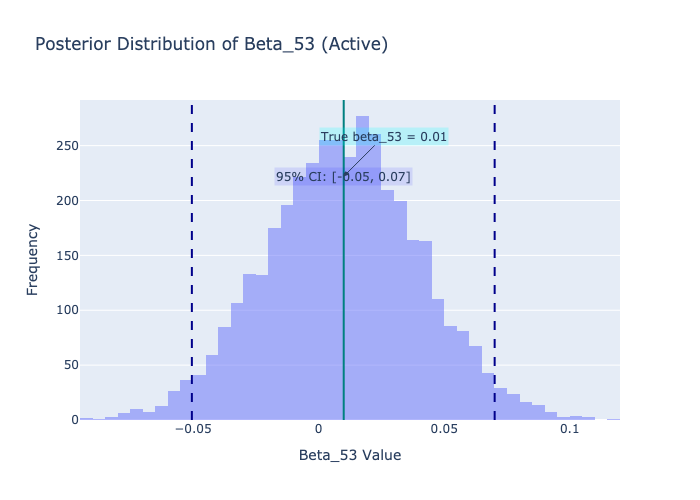 Posterior Distribution of Beta_53 (Active)
True beta_53 = 0.01
95% CI: [-0.05, 0.07]
Frequency
250
200
150
100
50
0
−0.05
0
0.05
0.1
Beta_53 Value